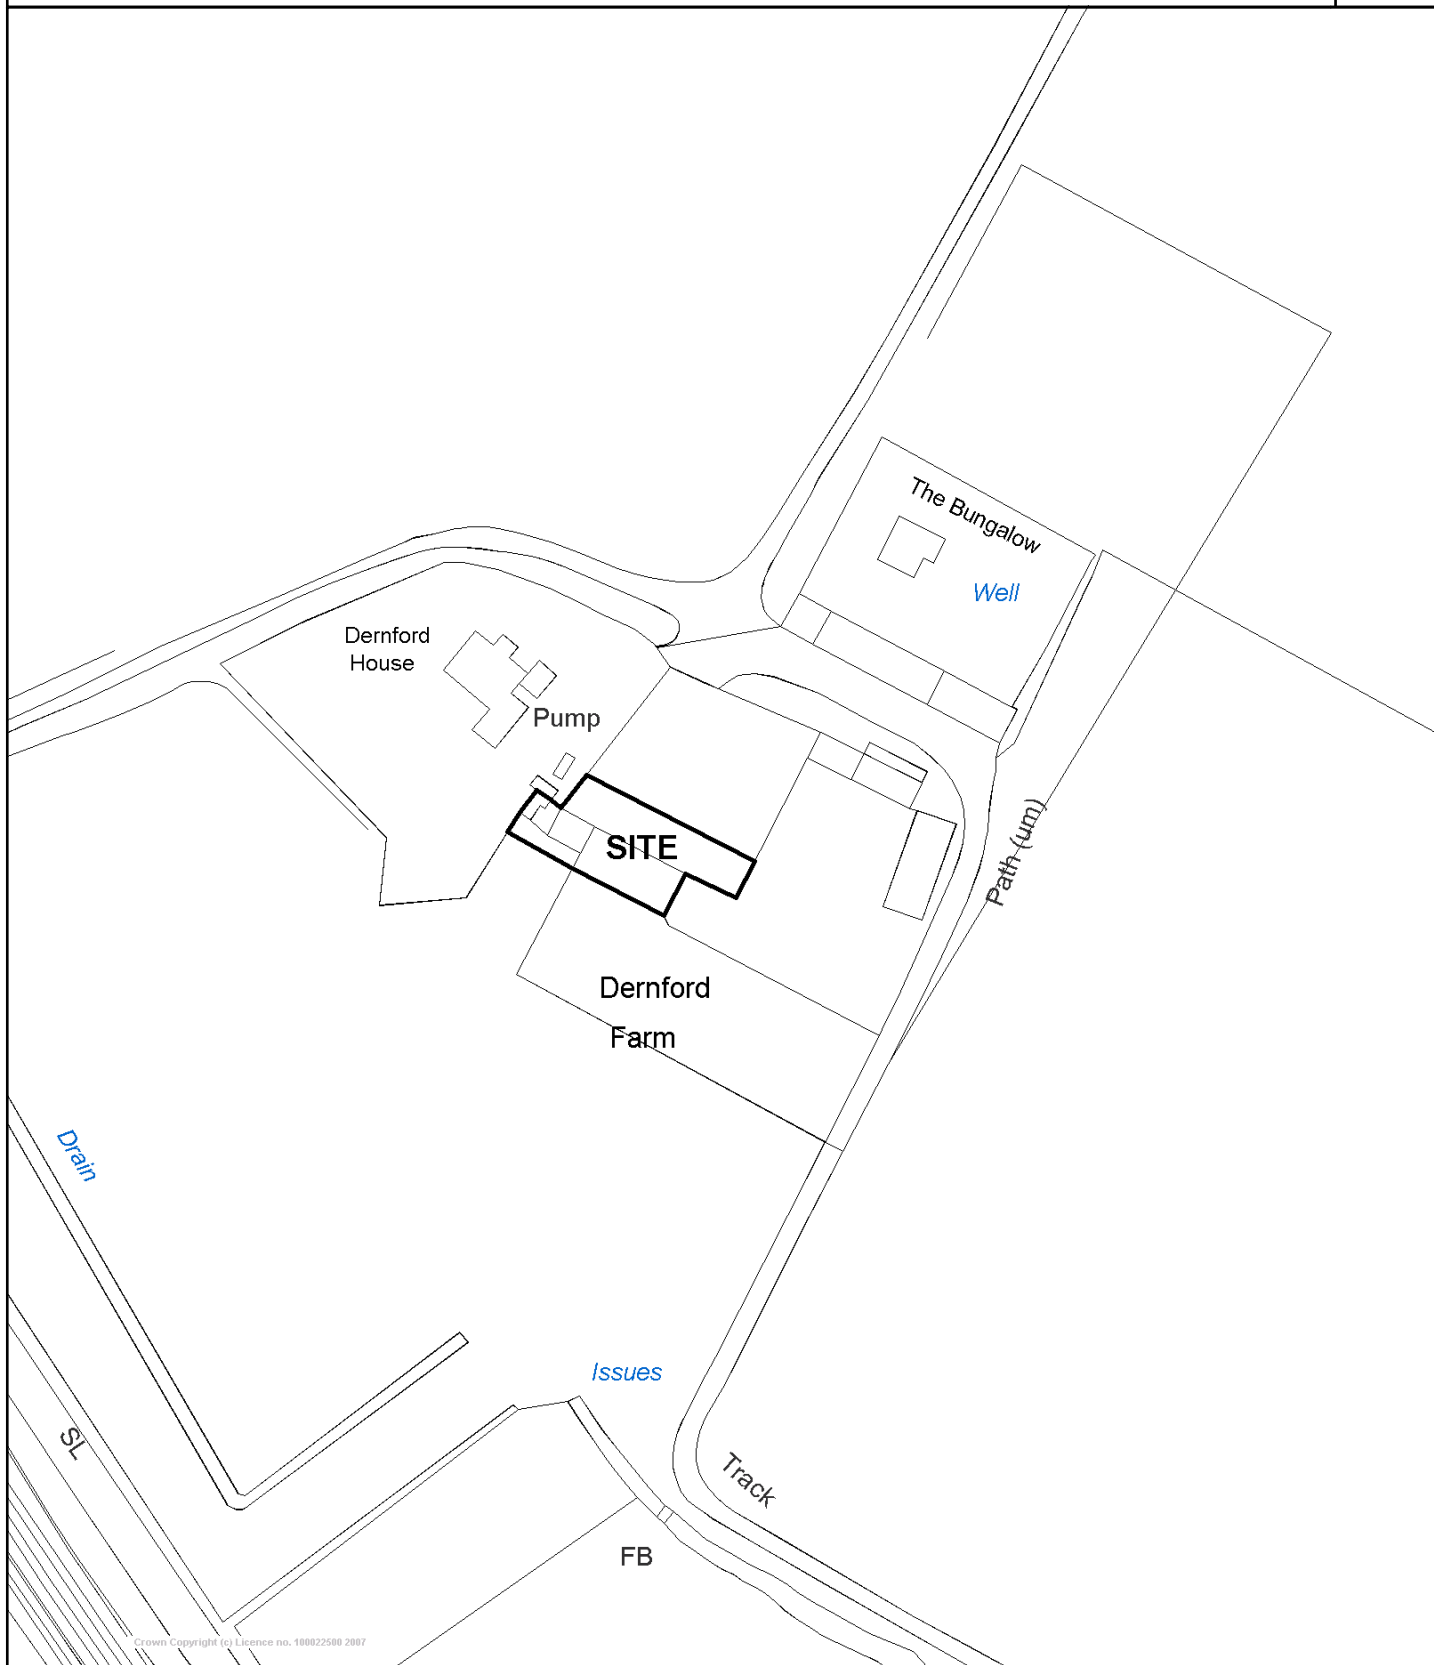 The Bungalow
Well
Dernford
House
Pump
SITE
Path (um)
Dernford
Farm
Drain
Issues
SL
Track
FB
Crown Copyright (c) Licence no. 100022500 2007